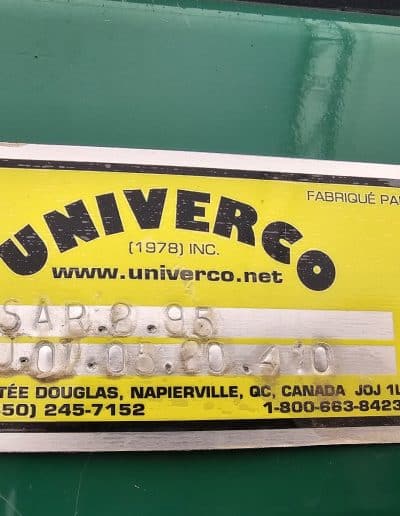 FABRIQUÉ PA
UNIVERCO
(1978) INC.
www.univerco.net
SAR.8.95
TÉE DOUGLAS, NAPIERVILLE, QC, CANADA JOJ 1L
50) 245-7152 1-800-663-8423